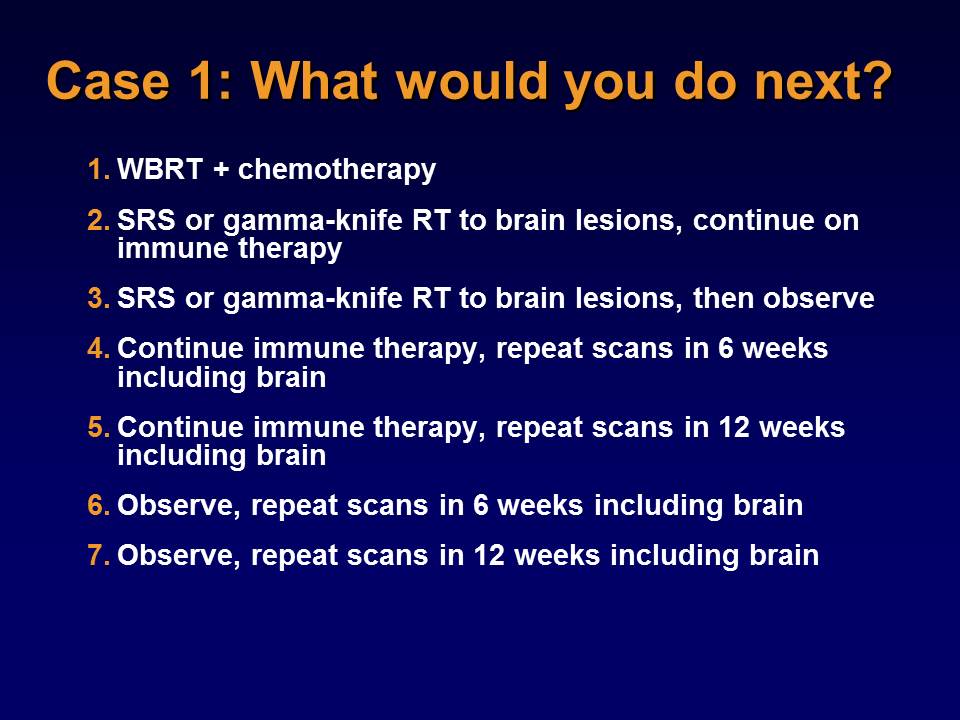 Case 1: What would you do next?
1. WBRT + chemotherapy
2. SRS or gamma-knife RT to brain lesions, continue on
immune therapy
3. SRS or gamma-knife RT to brain lesions, then observe
4. Continue immune therapy, repeat scans in 6 weeks
including brain
5. Continue immune therapy, repeat scans in 12 weeks
including brain
6. Observe, repeat scans in 6 weeks including brain
7. Observe, repeat scans in 12 weeks including brain